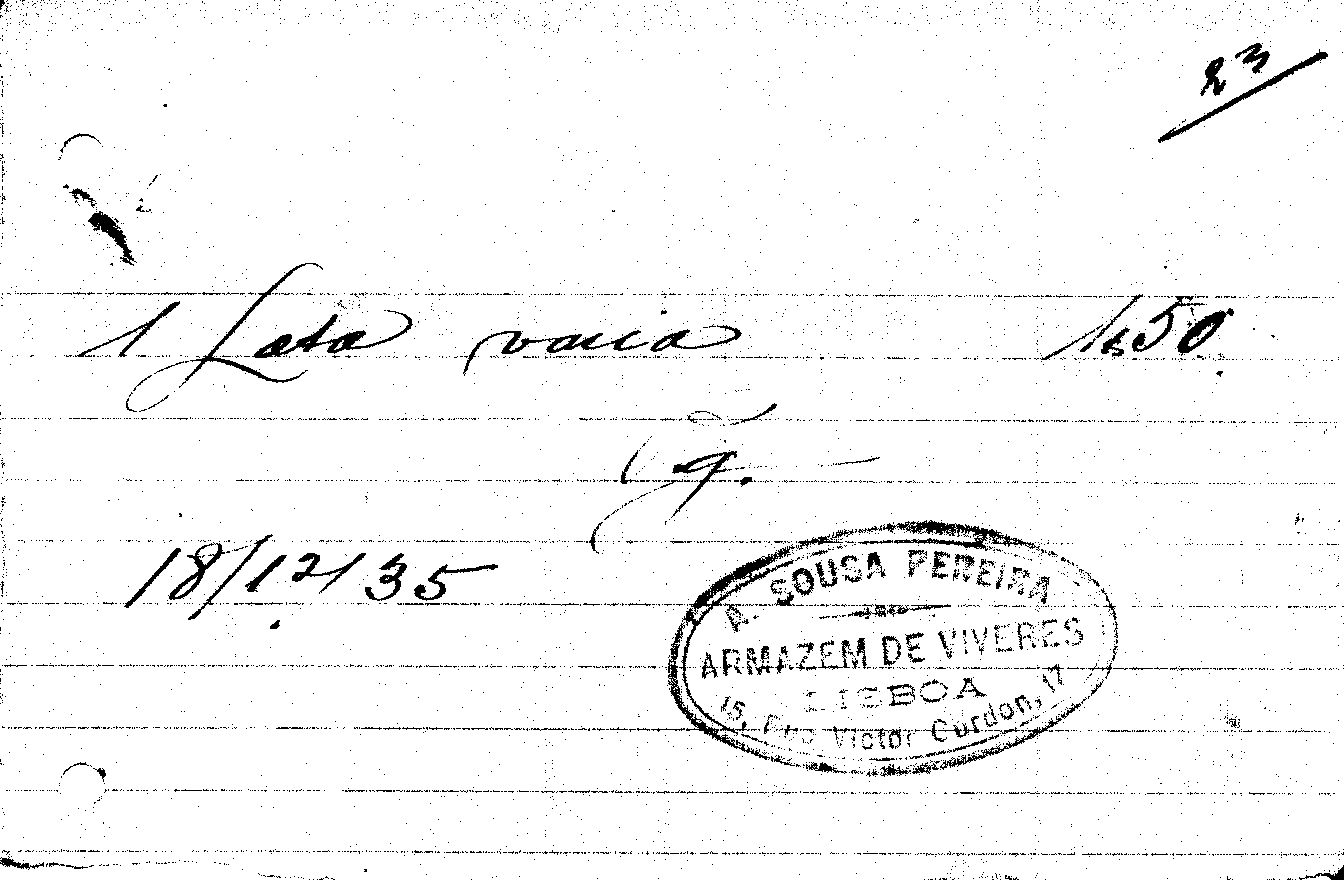 23
1 Lata vasia 1$50
18/12/35
A. SOUSA PEREIRA
ARMAZEM DE VIVERES
LISBOA
15, Rua Victor Cordon, 17